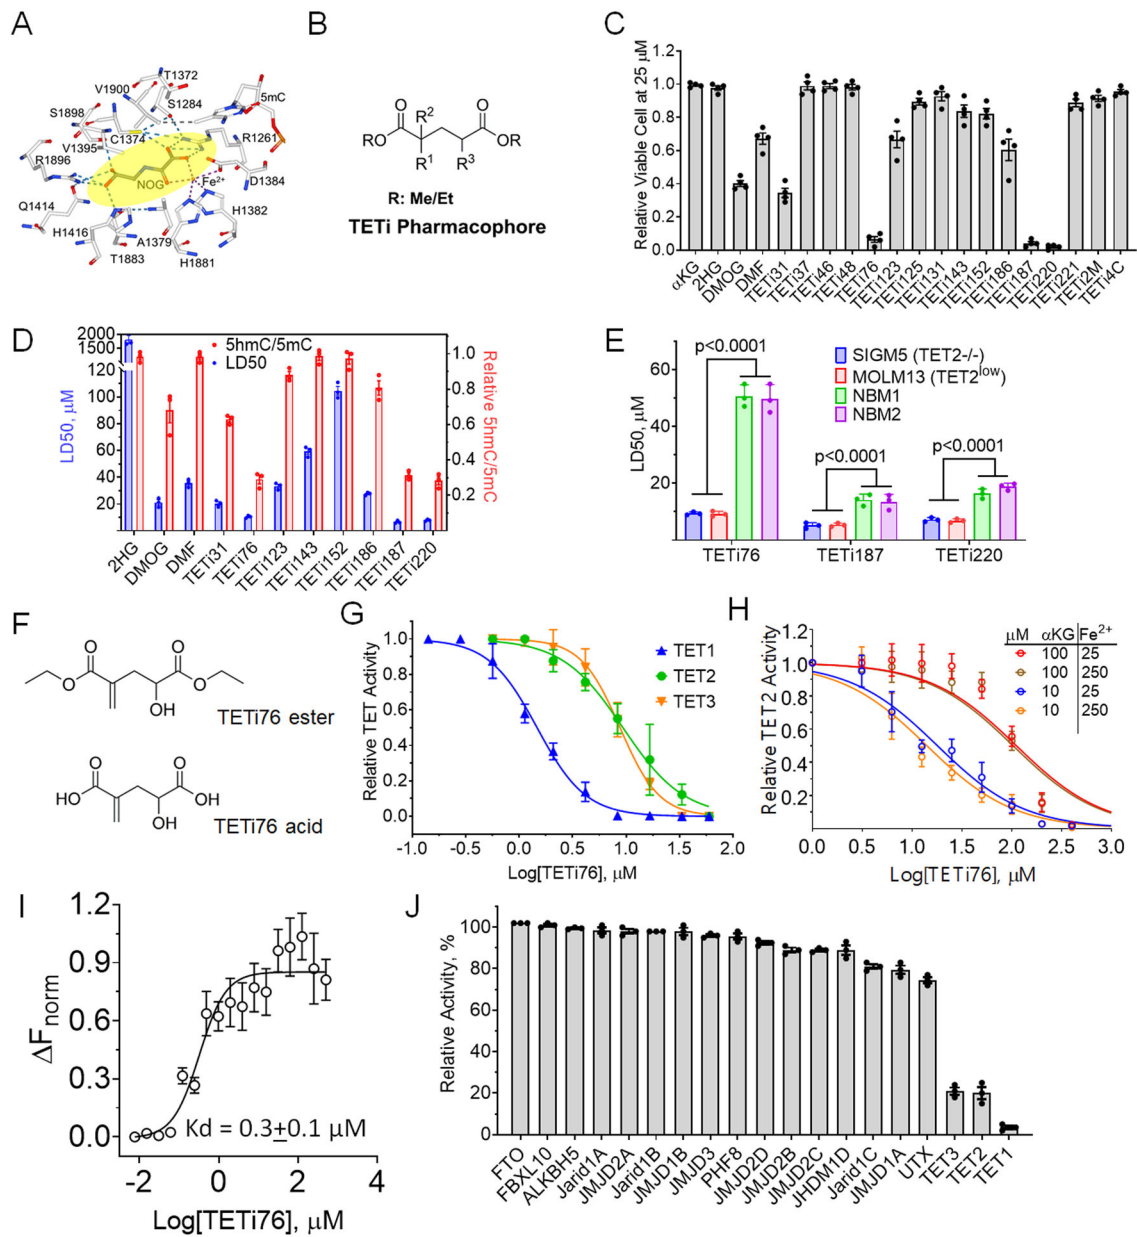 A
T1372
V1900
S1284
5mC
S1898
C1374
V1395
R1261
R1896
NOG
Fe2+
D1384
Q1414
H1382
H1416
A1379
T1883
H1881
B
O
O
R2
RO
OR
R1
R3
R: Me/Et
TETi Pharmacophore
C
Relative Viable Cell at 25 µM
1.2
1.0
0.8
0.6
0.4
0.2
0.0
αKG
2HG
DMOG
DMF
TETi31
TETi37
TETi46
TETi48
TETi76
TETi123
TETi125
TETi131
TETi143
TETi152
TETi186
TETi187
TETi220
TETi221
TETi2M
TETi4C
D
LD50, µM
2000
1500
120
100
80
60
40
20
5hmC/5mC
LD50
1.0
0.8
0.6
0.4
0.2
Relative 5hmC/5mC
2HG
DMOG
DMF
TETi31
TETi76
TETi123
TETi143
TETi152
TETi186
TETi187
TETi220
E
LD50, µM
60
40
20
p<0.0001
SIGM5 (TET2-/-)
MOLM13 (TET2low)
NBM1
NBM2
p<0.0001
p<0.0001
TETi76
TETi187
TETi220
F
O
O
O
O
OH
TETi76 ester
O
O
HO
OH
OH
TETi76 acid
G
Relative TET Activity
1.0
0.8
0.6
0.4
0.2
0.0
TET1
TET2
TET3
-1.0
-0.5
0.0
0.5
1.0
1.5
2.0
Log[TETi76], µM
H
Relative TET2 Activity
1.2
1.0
0.8
0.6
0.4
0.2
µM αKG Fe2+
100 25
100 250
10 25
10 250
0.0
0.5
1.0
1.5
2.0
2.5
3.0
Log[TETi76], µM
I
ΔFnorm
1.2
0.9
0.6
0.3
0.0
Kd = 0.3±0.1 µM
-2
0
2
4
Log[TETi76], µM
J
Relative Activity, %
100
80
60
40
20
0
FTO
FBXL10
ALKBH5
Jarid1A
JMJD2A
Jarid1B
JMJD1B
JMJD3
PHF8
JMJD2D
JMJD2B
JMJD2C
JHDM1D
Jarid1C
JMJD1A
UTX
TET3
TET2
TET1